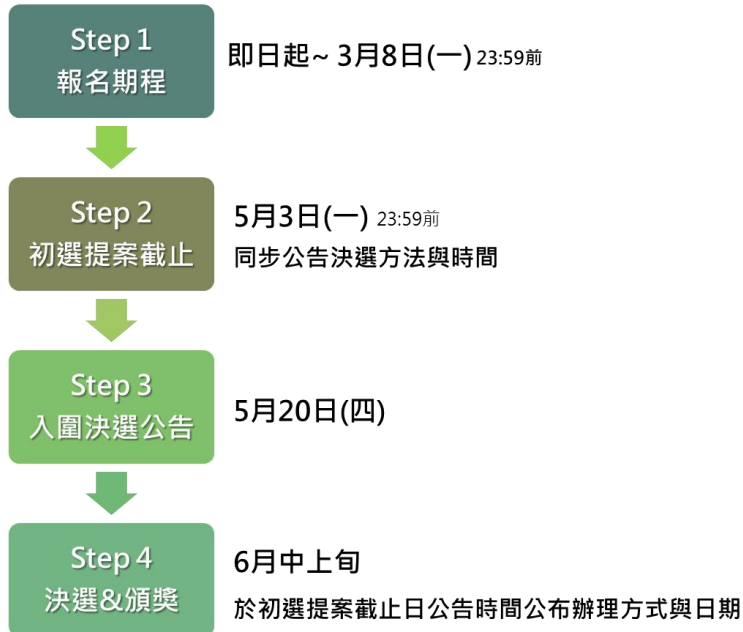 Step 1
報名期程
即日起~ 3月8日(一) 23:59前
Step 2
初選提案截止
5月3日(一) 23:59前
同步公告決選方法與時間
Step 3
入圍決選公告
5月20日(四)
Step 4
決選&頒獎
6月中上旬
於初選提案截止日公告時間公布辦理方式與日期